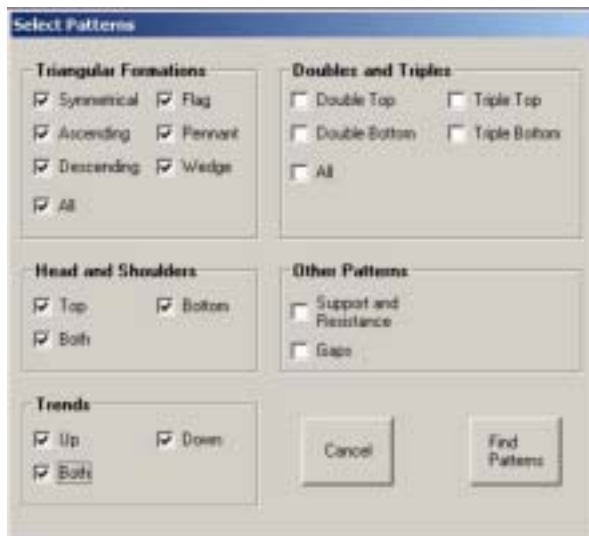 Select Patterns
Triangular Formations
Symmetrical Flag
Ascending Pennant
Descending Wedge
All
Doubles and Triples
Double Top Triple Top
Double Bottom Triple Bottom
All
Head and Shoulders
Top Bottom
Both
Other Patterns
Support and
Resistance
Gaps
Trends
Up Down
Both
Cancel
Find
Patterns